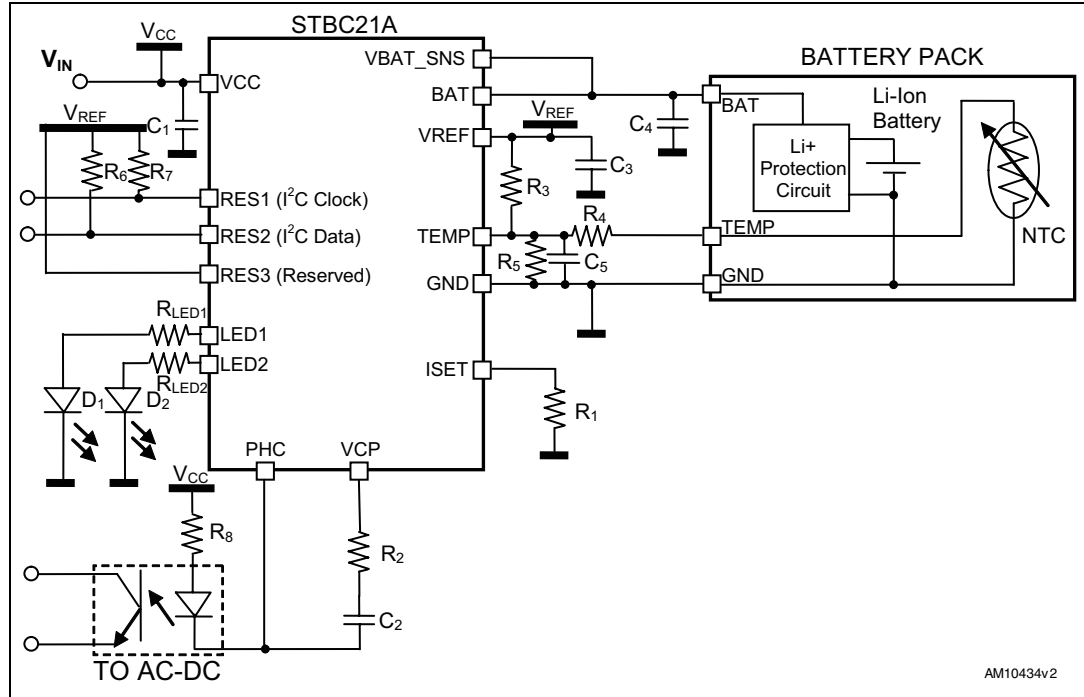 STBC21A
VCC
VIN
VCC
C1
VREF
R6
R7
RES1 (I²C Clock)
RES2 (I²C Data)
RES3 (Reserved)
RLED1
LED1
LED2
RLED2
D1
D2
PHC
VCP
VCC
R8
R2
C2
TO AC-DC
VBAT_SNS
BAT
VREF
VREF
C4
C3
R3
TEMP
R4
R5
C5
GND
ISET
R1
BATTERY PACK
BAT
Li-Ion
Battery
Li+
Protection
Circuit
TEMP
NTC
GND
AM10434v2